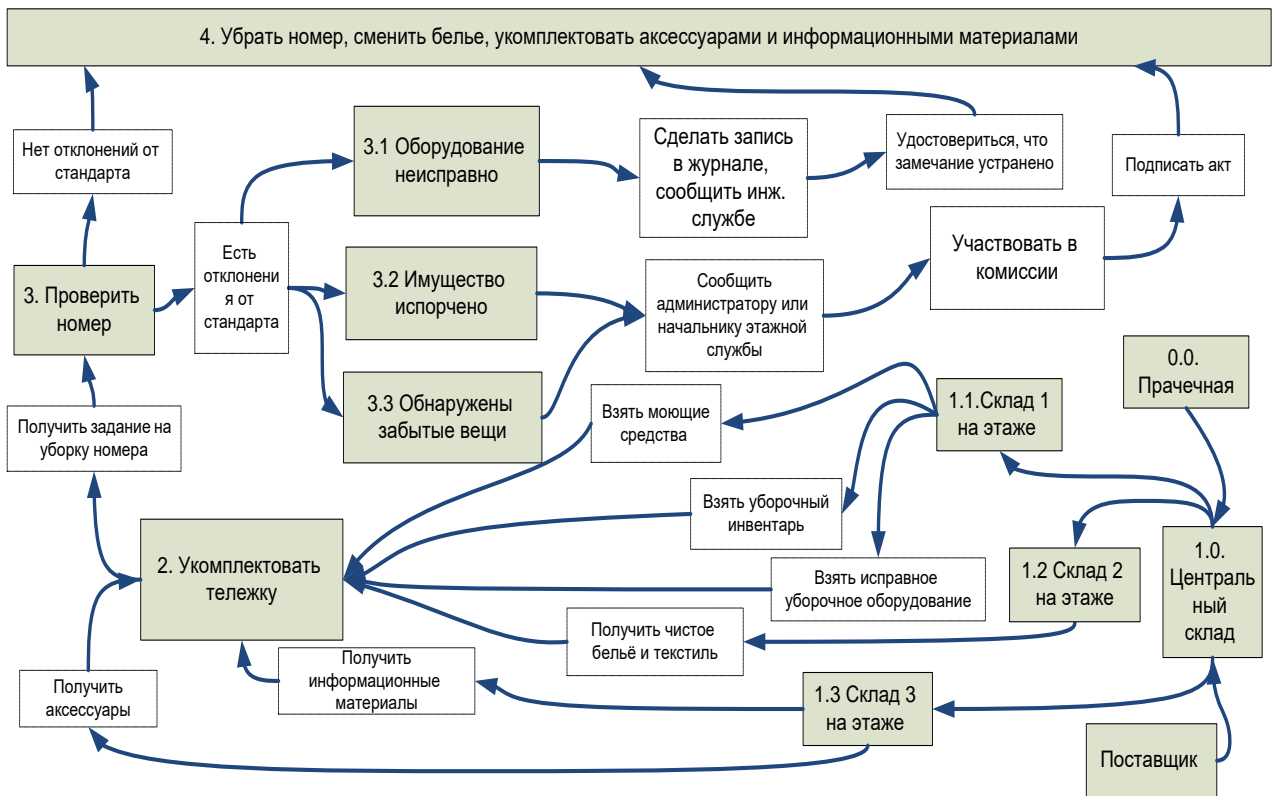 4. Убрать номер, сменить белье, укомплектовать аксессуарами и информационными материалами
Нет отклонений от
стандарта
3.1 Оборудование
неисправно
Сделать запись
в журнале,
сообщить инж.
службе
Удостовериться, что
замечание устранено
Подписать акт
3. Проверить
номер
Есть
отклонени
я от
стандарта
3.2 Имущество
испорчено
Сообщить
администратору или
начальнику этажной
службы
Участвовать в
комиссии
3.3 Обнаружены
забытые вещи
Получить задание на
уборку номера
Взять моющие
средства
1.1.Склад 1
на этаже
0.0.
Прачечная
Взять уборочный
инвентарь
2. Укомплектовать
тележку
Взять исправное
уборочное оборудование
1.2 Склад 2
на этаже
1.0.
Централь
ный
склад
Получить чистое
бельё и текстиль
Получить
информационные
материалы
Получить
аксессуары
1.3 Склад 3
на этаже
Поставщик